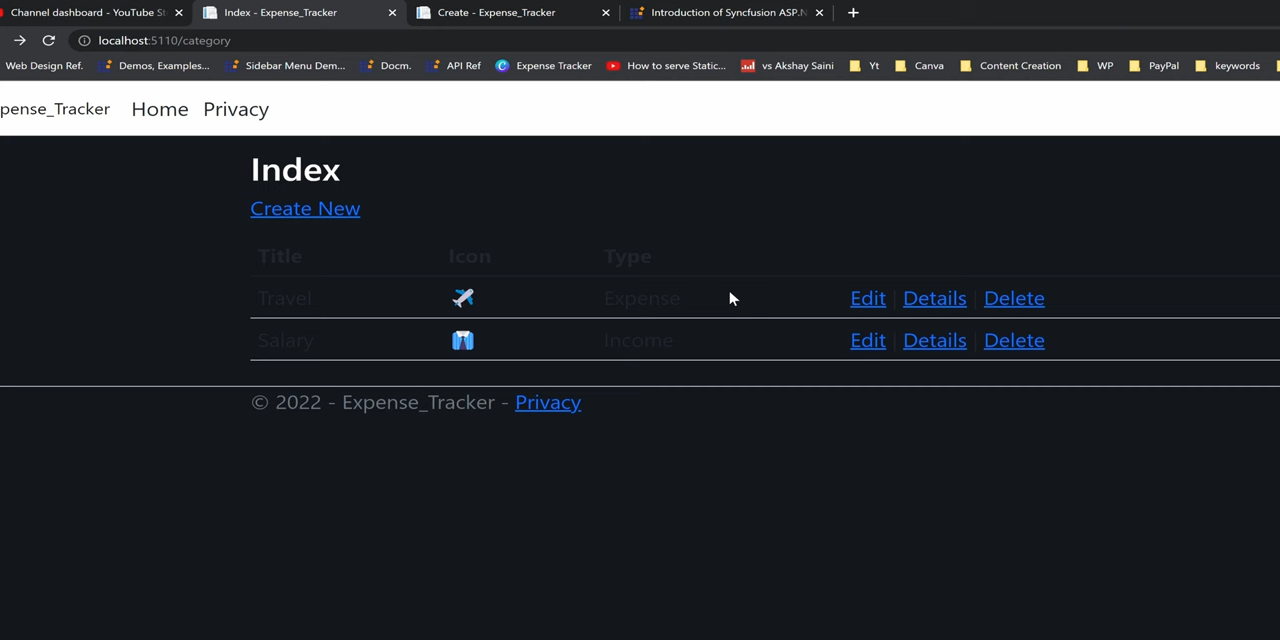 Channel dashboard - YouTube St
Index - Expense_Tracker
Create - Expense_Tracker
Introduction of Syncfusion ASP.N
localhost:5110/category
Web Design Ref. Demos, Examples... Sidebar Menu Dem... Docm. API Ref Expense Tracker How to serve Static... vs Akshay Saini Yt Canva Content Creation WP PayPal keywords
pense_Tracker Home Privacy
Index
Create New
Title Icon Type
Travel Expense Edit | Details | Delete
Salary Income Edit | Details | Delete
© 2022 - Expense_Tracker - Privacy